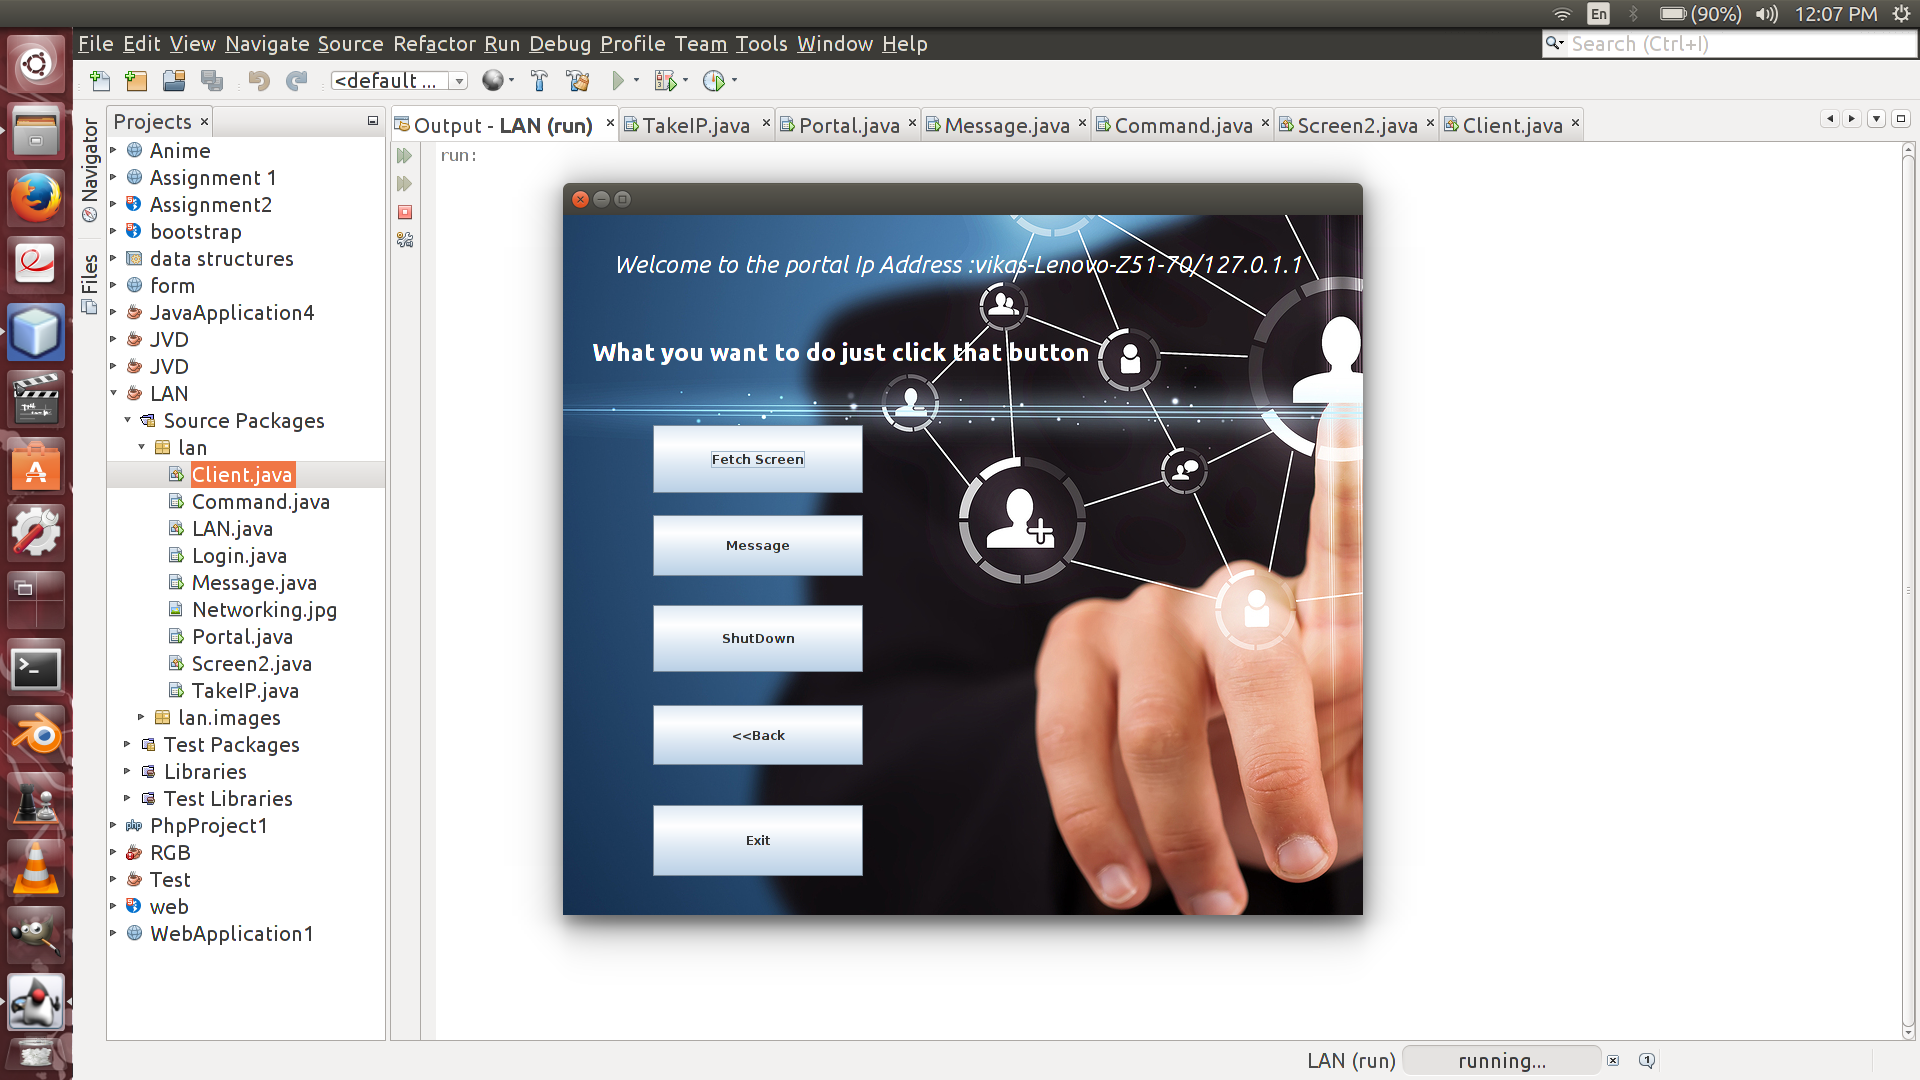 En (90%) 12:07 PM
File Edit View Navigate Source Refactor Run Debug Profile Team Tools Window Help
Search (Ctrl+I)
<default ...
Projects
Output - LAN (run) TakeIP.java Portal.java Message.java Command.java Screen2.java Client.java
Navigator
Files
Anime
Assignment 1
Assignment2
bootstrap
data structures
form
JavaApplication4
JVD
JVD
LAN
Source Packages
lan
Client.java
Command.java
LAN.java
Login.java
Message.java
Networking.jpg
Portal.java
Screen2.java
TakeIP.java
lan.images
Test Packages
Libraries
Test Libraries
PhpProject1
RGB
Test
web
WebApplication1
run:
Welcome to the portal Ip Address :vikas-Lenovo-Z51-70/127.0.1.1
What you want to do just click that button
Fetch Screen
Message
ShutDown
<<Back
Exit
LAN (run) running... 1